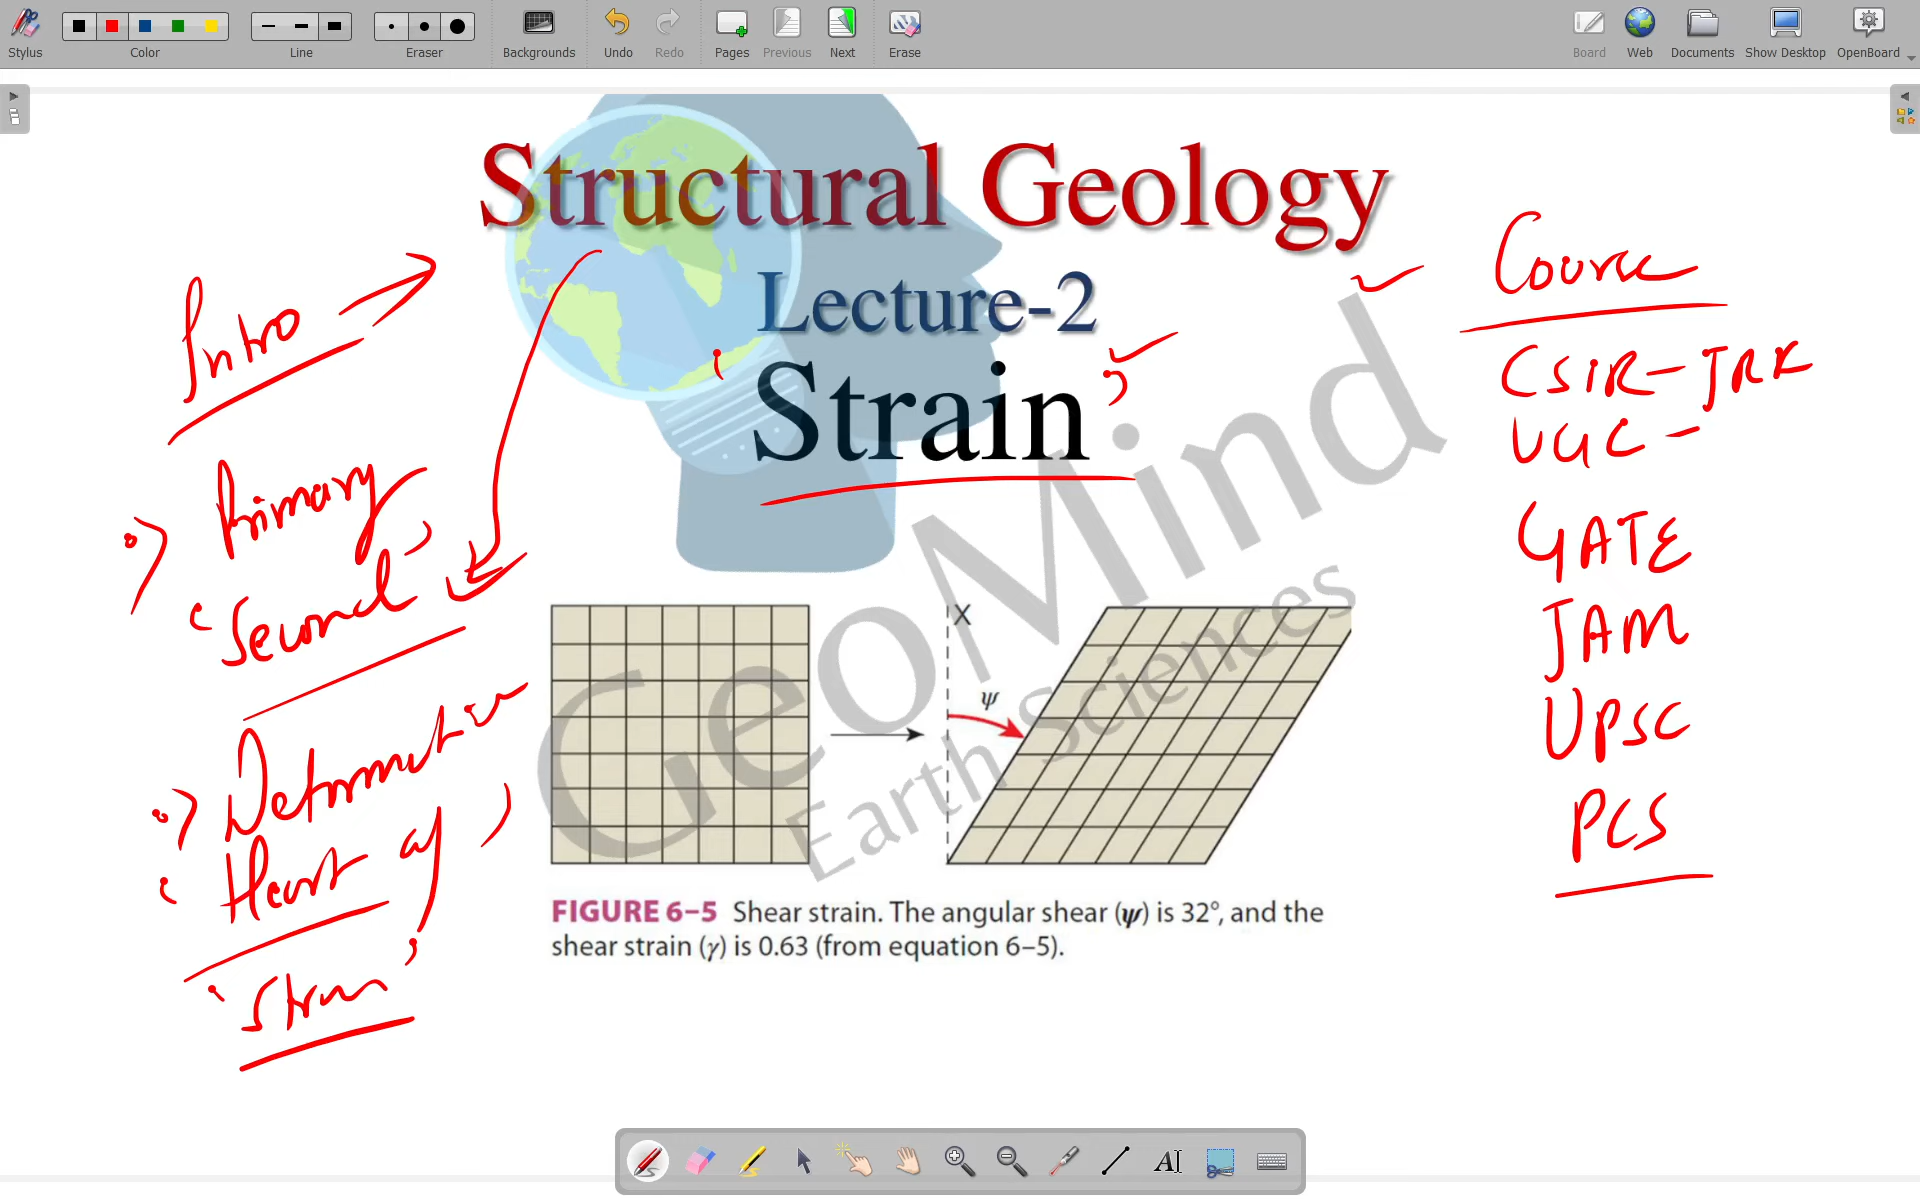 Stylus
Color
Line
Eraser
Backgrounds
Undo
Redo
Pages
Previous
Next
Erase
Board
Web
Documents
Show Desktop
OpenBoard
Structural Geology
Lecture-2
Strain
Intro
Primary
Second
Deformation
Heart of
Strain
Course
CSIR-JRF
UGC -
GATE
JAM
UPSC
PCS
X
ψ
GeoMind
Earth Sciences
FIGURE 6–5 Shear strain. The angular shear (ψ) is 32°, and the
shear strain (γ) is 0.63 (from equation 6–5).